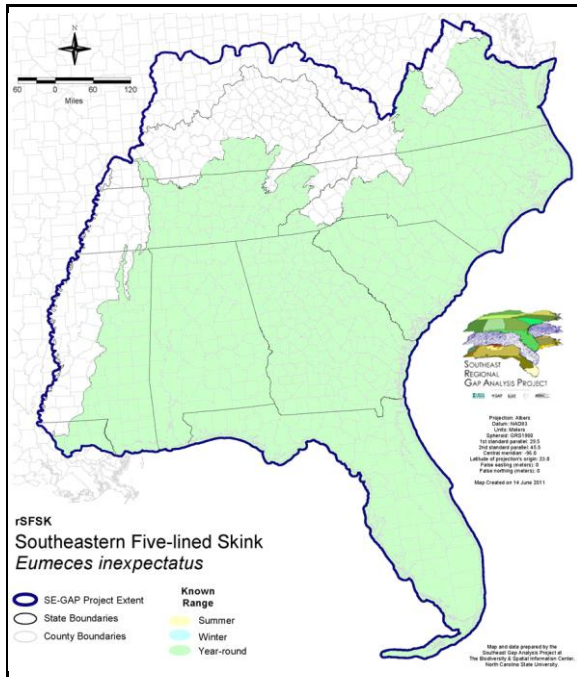 N
60 0 60 120
Miles
SOUTHEAST
REGIONAL
GAP ANALYSIS PROJECT
Projection: Albers
Datum: NAD83
Units: Meters
Spheroid: GRS1980
1st standard parallel: 29.5
2nd standard parallel: 45.5
Central meridian: -96.0
Latitude of projection's origin: 23.0
False easting (meters): 0
False northing (meters): 0
Map Created on 14 June 2011
rSFSK
Southeastern Five-lined Skink
Eumeces inexpectatus
SE-GAP Project Extent
State Boundaries
County Boundaries
Known
Range
Summer
Winter
Year-round
Map and data prepared by the
Southeast Gap Analysis Project at
The Biodiversity & Spatial Information Center,
North Carolina State University.